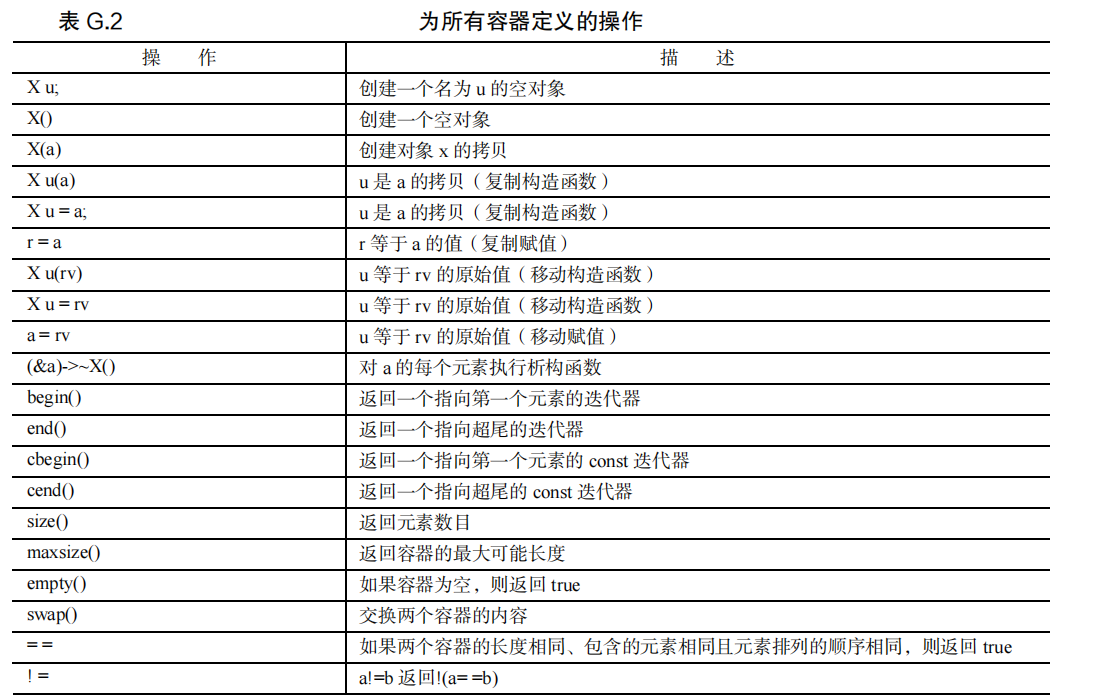 表 G.2 为所有容器定义的操作
操 作 描 述
X u; 创建一个名为 u 的空对象
X() 创建一个空对象
X(a) 创建对象 x 的拷贝
X u(a) u 是 a 的拷贝（复制构造函数）
X u = a; u 是 a 的拷贝（复制构造函数）
r = a r 等于 a 的值（复制赋值）
X u(rv) u 等于 rv 的原始值（移动构造函数）
X u = rv u 等于 rv 的原始值（移动构造函数）
a = rv u 等于 rv 的原始值（移动赋值）
(&a)->~X() 对 a 的每个元素执行析构函数
begin() 返回一个指向第一个元素的迭代器
end() 返回一个指向超尾的迭代器
cbegin() 返回一个指向第一个元素的 const 迭代器
cend() 返回一个指向超尾的 const 迭代器
size() 返回元素数目
maxsize() 返回容器的最大可能长度
empty() 如果容器为空，则返回 true
swap() 交换两个容器的内容
= = 如果两个容器的长度相同、包含的元素相同且元素排列的顺序相同，则返回 true
! = a!=b 返回!(a= =b)